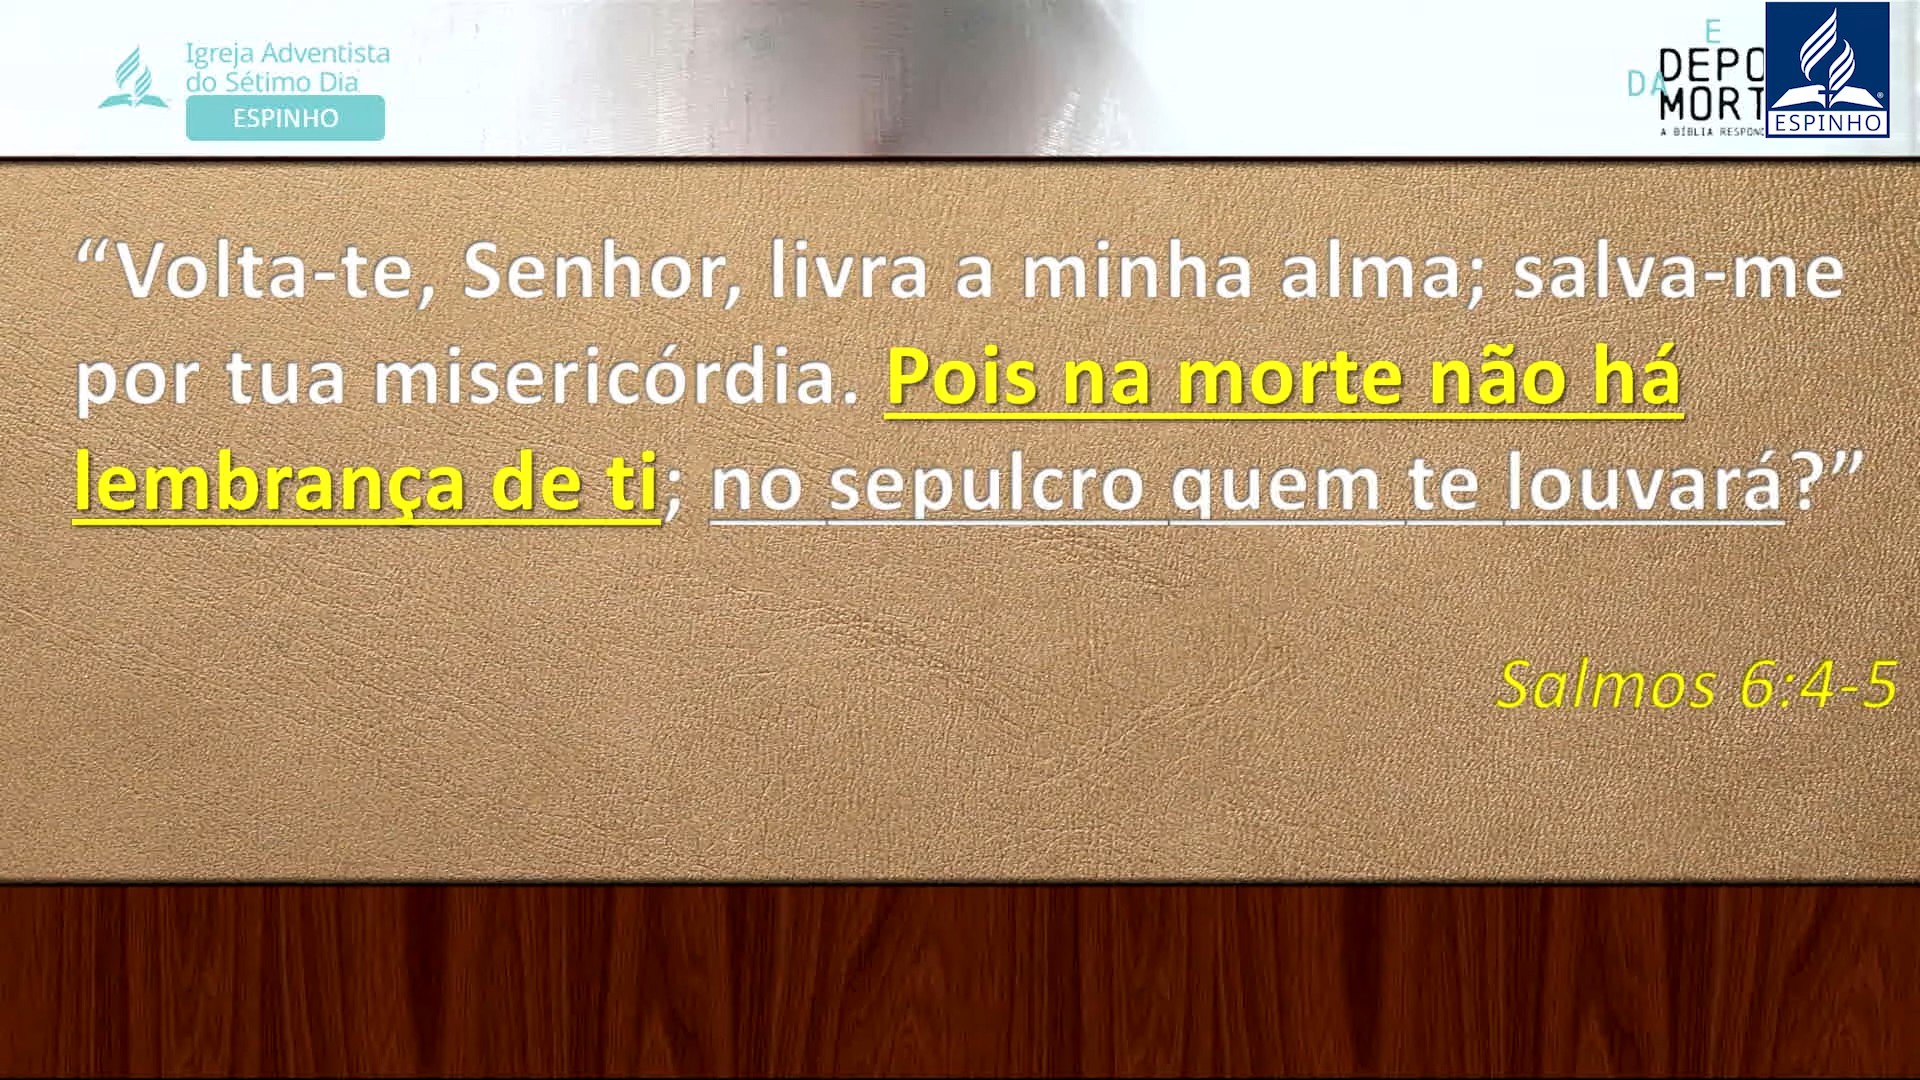 Igreja Adventista
do Sétimo Dia
ESPINHO
E
DEPO
DA
MORT
A BÍBLIA RESPON
ESPINHO
“Volta-te, Senhor, livra a minha alma; salva-me
por tua misericórdia. Pois na morte não há
lembrança de ti; no sepulcro quem te louvará?”
Salmos 6:4-5